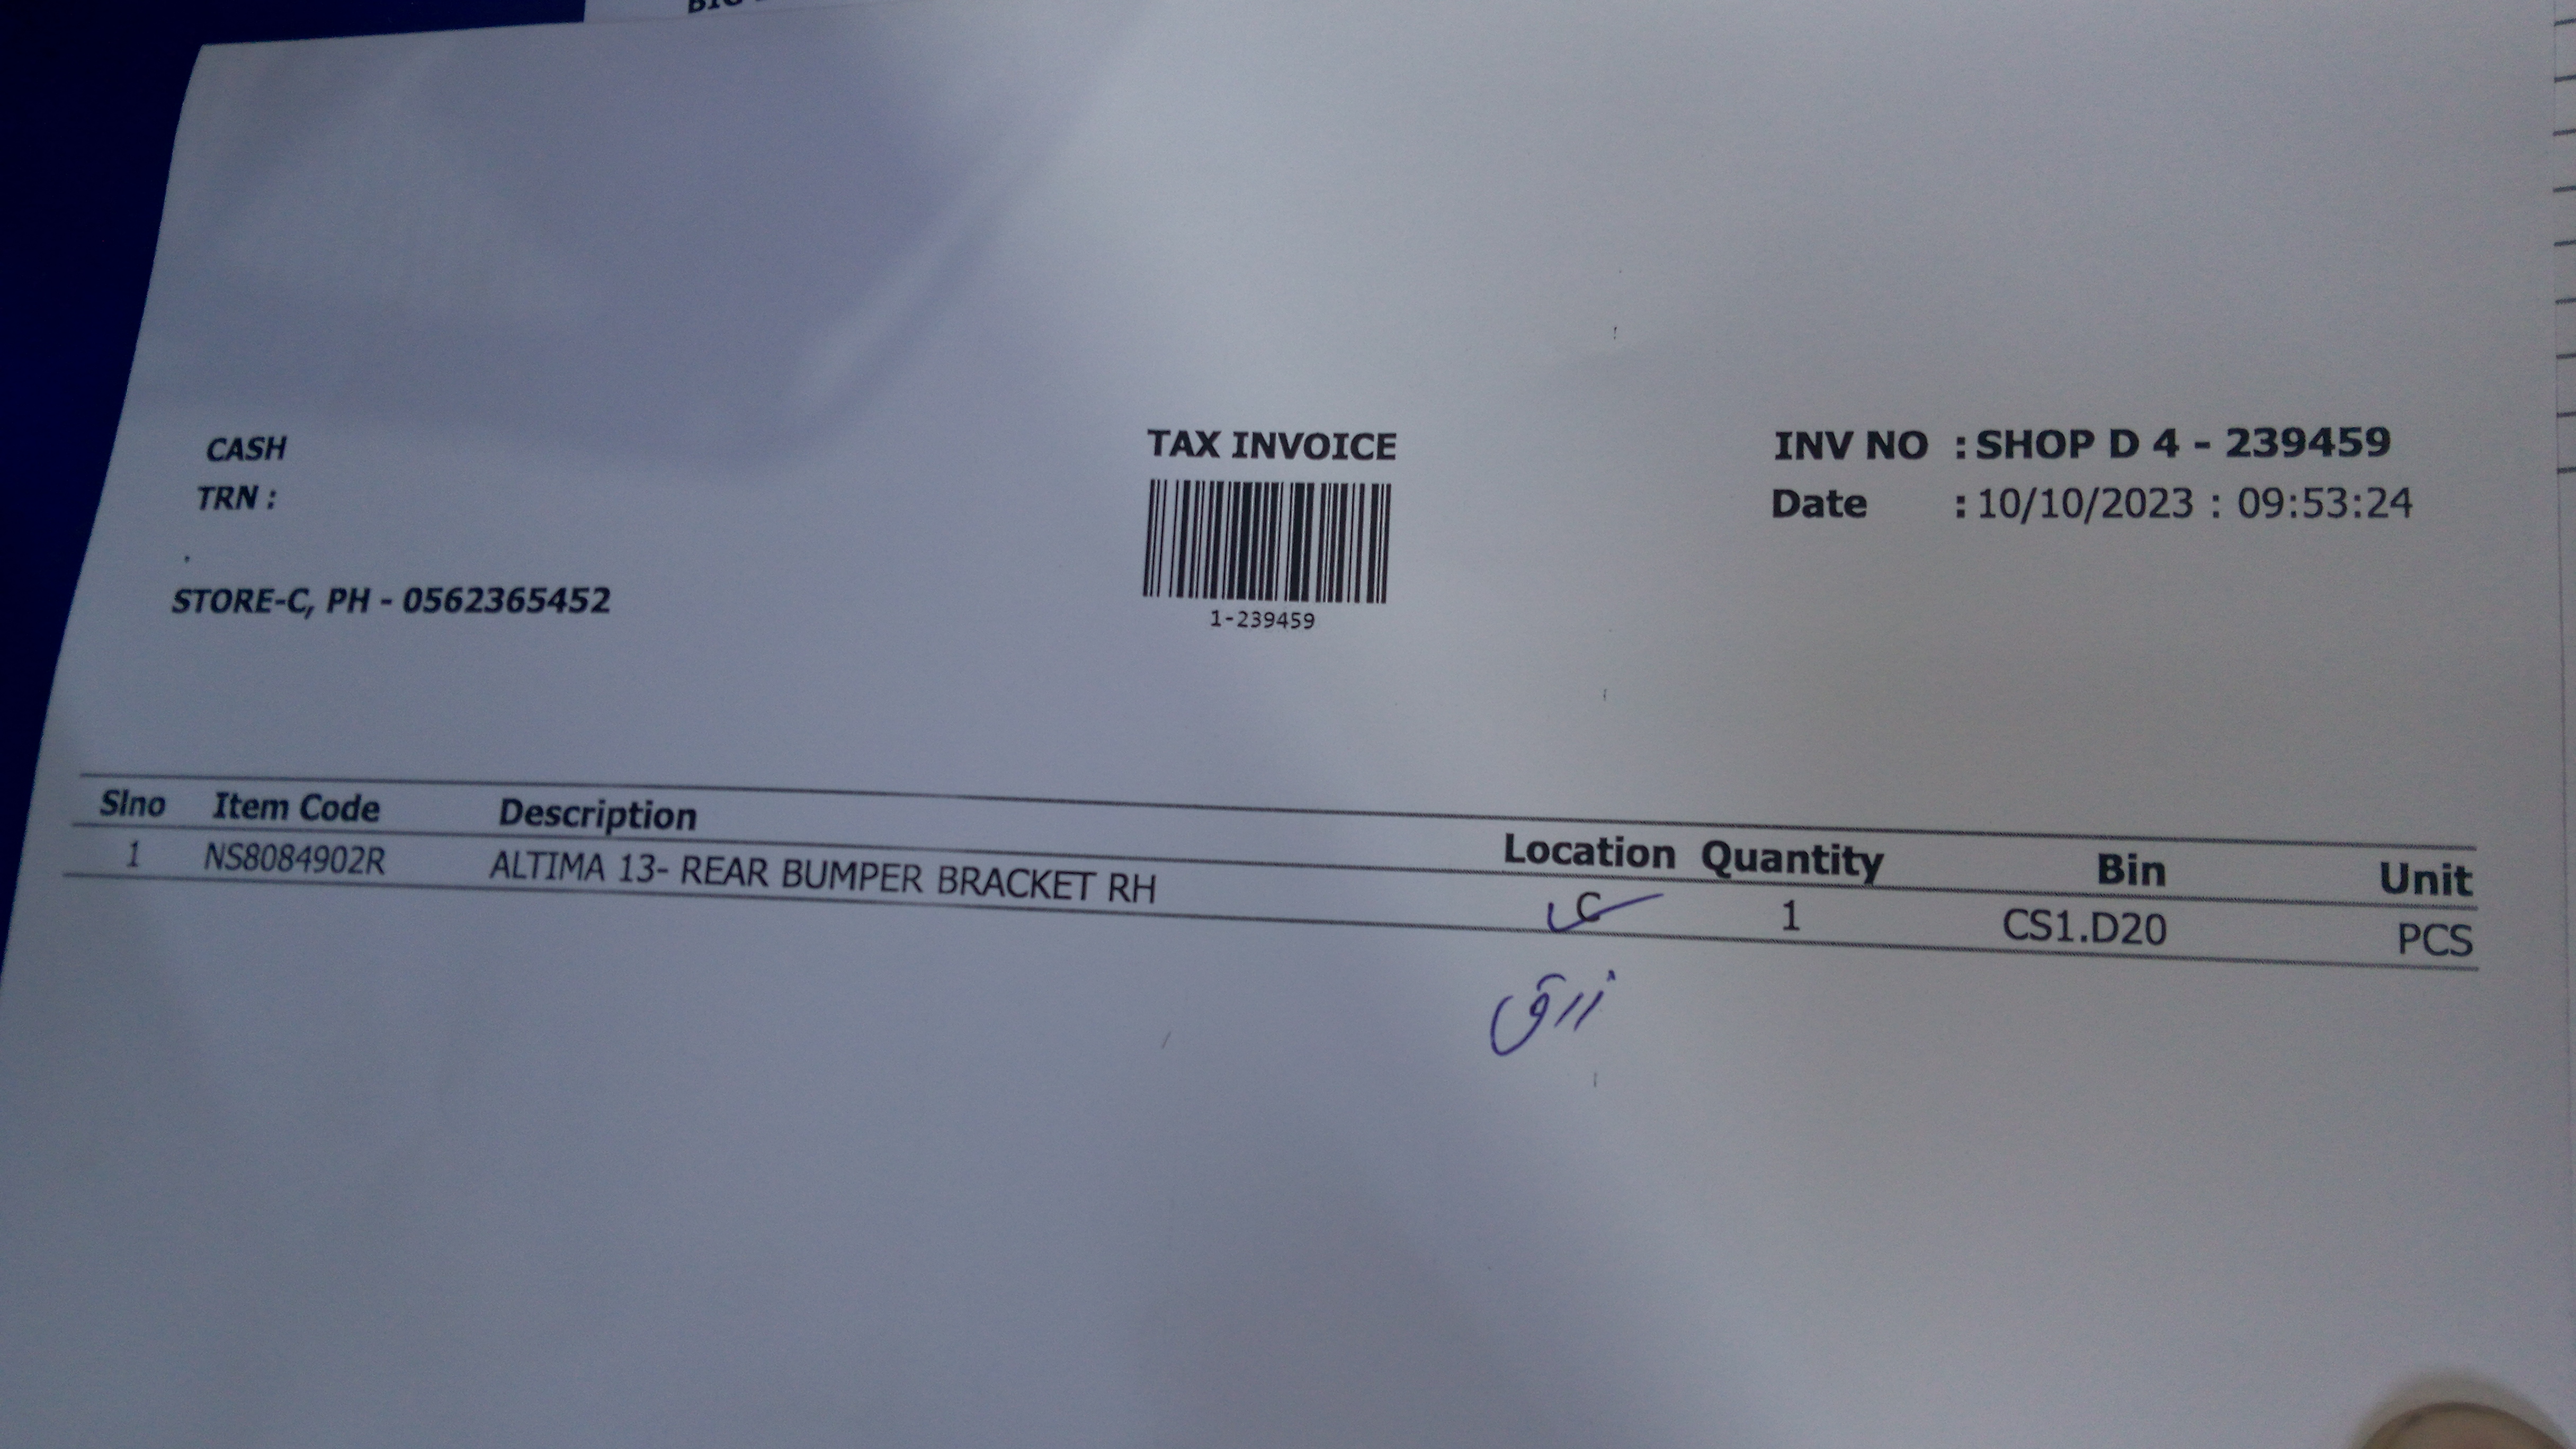 CASH
TAX INVOICE
INV NO : SHOP D 4 - 239459
TRN :
Date : 10/10/2023 : 09:53:24
.
STORE-C, PH - 0562365452
1-239459
Slno Item Code Description Location Quantity Bin Unit
1 NS8084902R ALTIMA 13- REAR BUMPER BRACKET RH C 1 CS1.D20 PCS